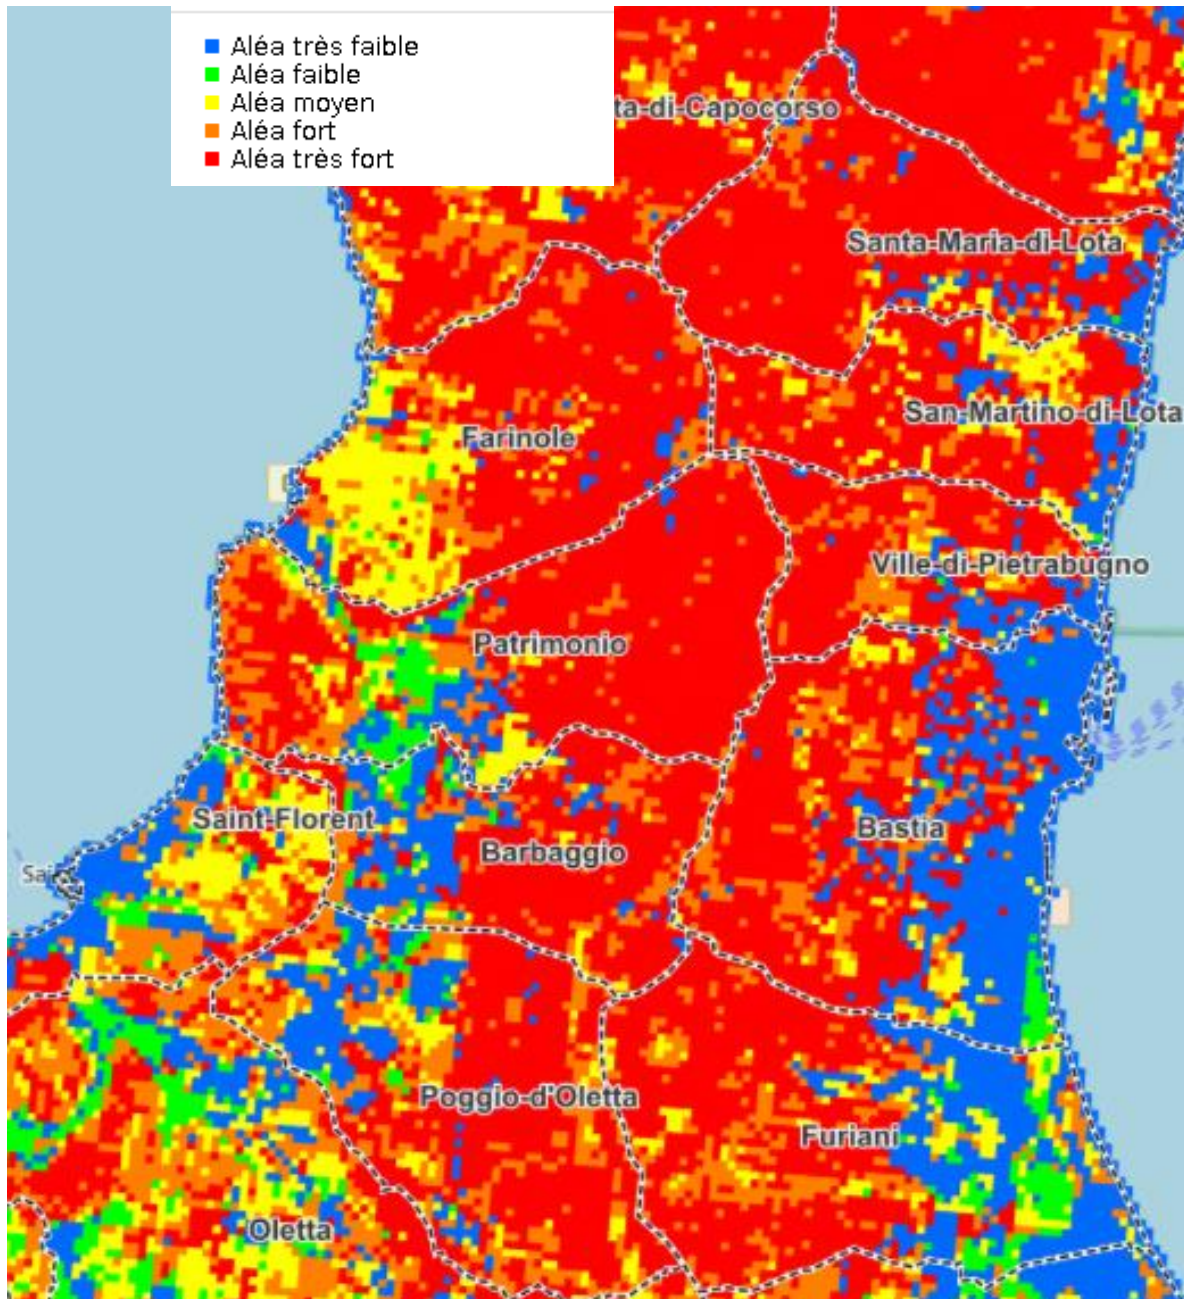 Aléa très faible
Aléa faible
Aléa moyen
Aléa fort
Aléa très fort
ta-di-Capocorso
Santa-Maria-di-Lota
San-Martino-di-Lota
Farinole
Ville-di-Pietrabugno
Patrimonio
Saint-Florent
Bastia
Barbaggio
Sai
Poggio-d'Oletta
Furiani
Oletta